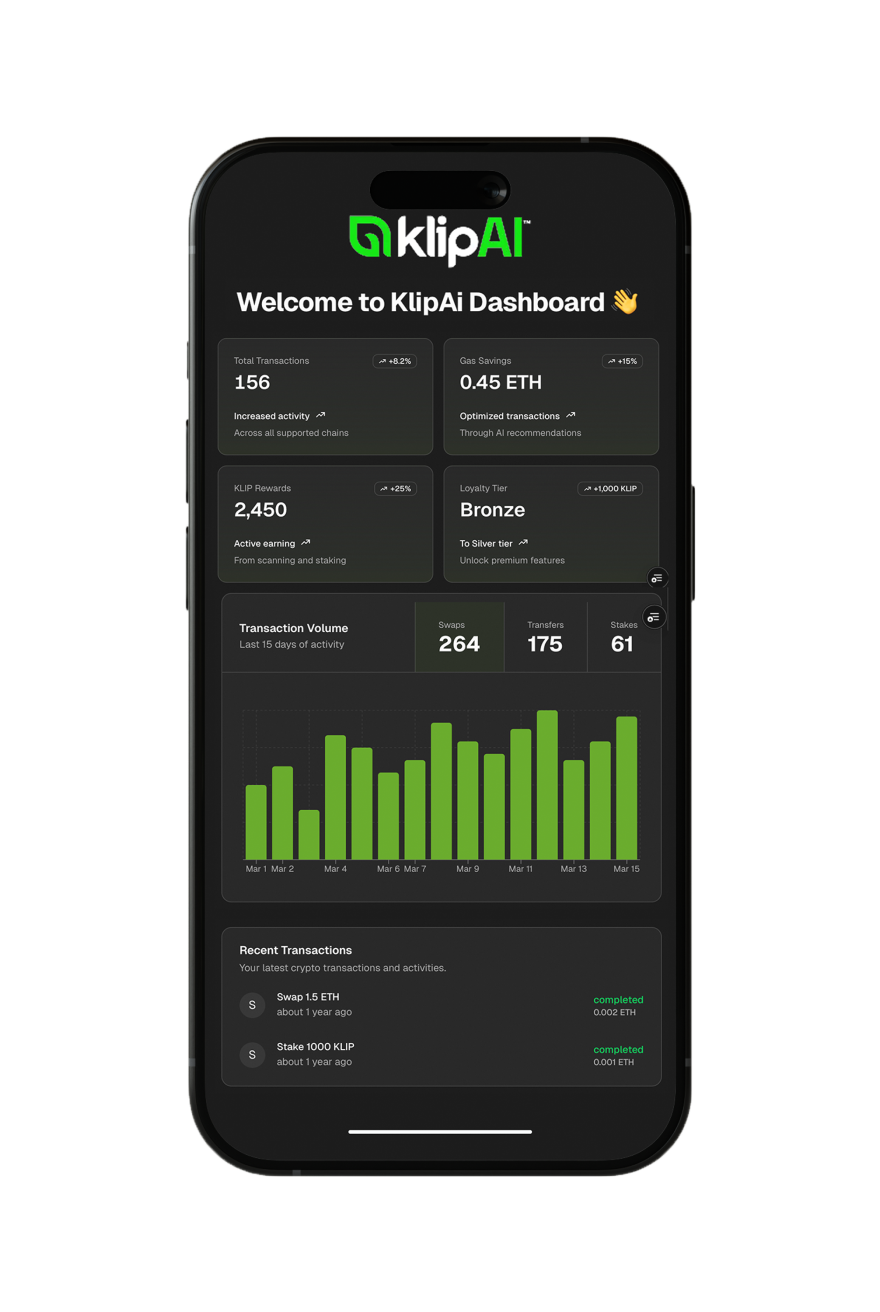 klipAI™
Welcome to KlipAi Dashboard 👋
Total Transactions
+8.2%
156
Increased activity
Across all supported chains
Gas Savings
+15%
0.45 ETH
Optimized transactions
Through AI recommendations
KLIP Rewards
+25%
2,450
Active earning
From scanning and staking
Loyalty Tier
+1,000 KLIP
Bronze
To Silver tier
Unlock premium features
Transaction Volume
Last 15 days of activity
Swaps
264
Transfers
175
Stakes
61
Mar 1 Mar 2 Mar 4 Mar 6 Mar 7 Mar 9 Mar 11 Mar 13 Mar 15
Recent Transactions
Your latest crypto transactions and activities.
S
Swap 1.5 ETH
about 1 year ago
completed
0.002 ETH
S
Stake 1000 KLIP
about 1 year ago
completed
0.001 ETH